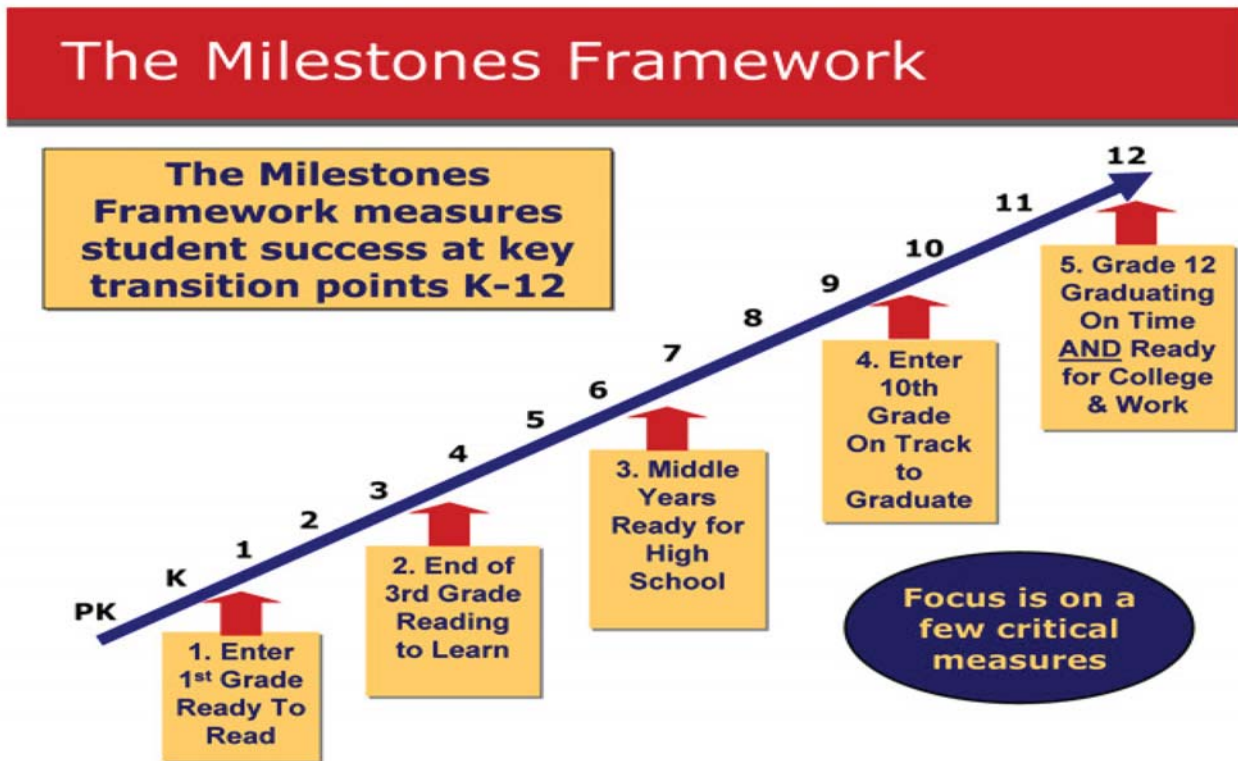 The Milestones Framework
The Milestones
Framework measures
student success at key
transition points K-12
PK
K
1
2
3
4
5
6
7
8
9
10
11
12
1. Enter
1st Grade
Ready To
Read
2. End of
3rd Grade
Reading
to Learn
3. Middle
Years
Ready for
High
School
4. Enter
10th
Grade
On Track
to
Graduate
5. Grade 12
Graduating
On Time
AND Ready
for College
& Work
Focus is on a
few critical
measures